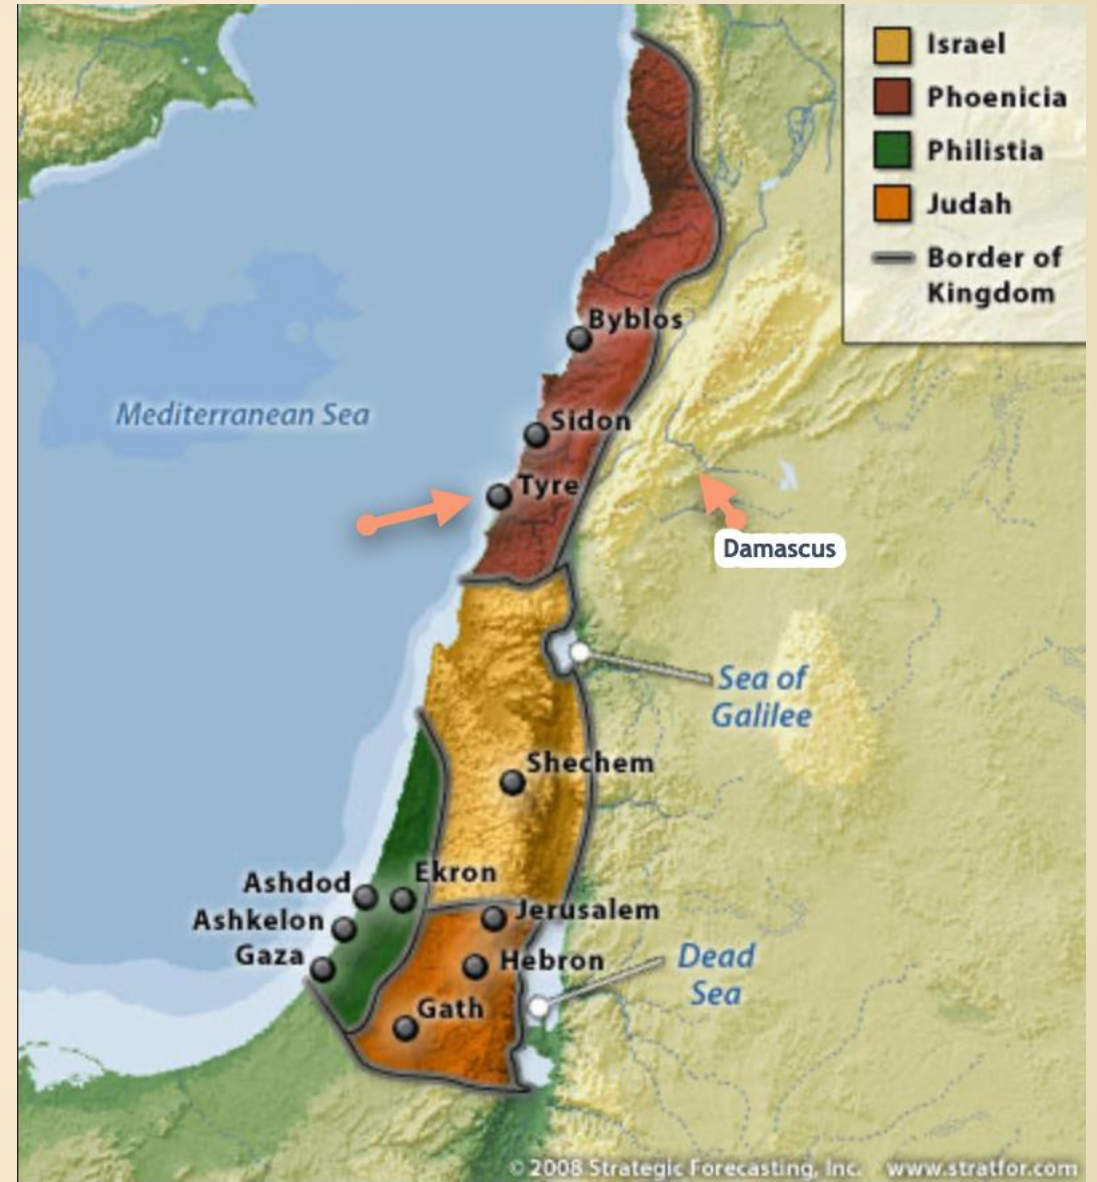 Israel
Phoenicia
Philistia
Judah
Border of
Kingdom
Byblos
Mediterranean Sea
Sidon
Tyre
Damascus
Sea of
Galilee
Shechem
Ekron
Ashdod
Ashkelon
Jerusalem
Gaza
Hebron
Dead
Sea
Gath
© 2008 Strategic Forecasting, Inc. www.stratfor.com